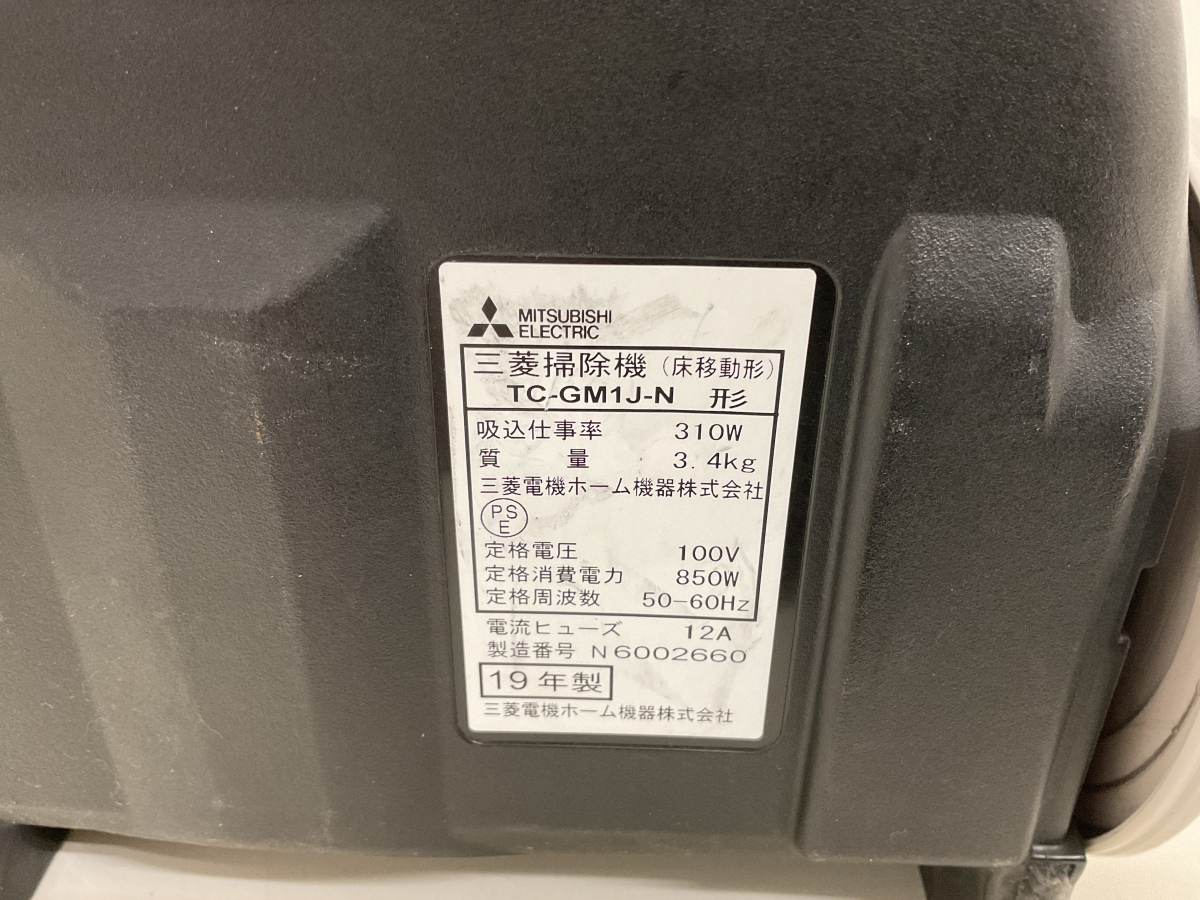 MITSUBISHI
ELECTRIC
三菱掃除機（床移動形）
TC-GM1J-N 形
吸込仕事率 310W
質量 3.4kg
三菱電機ホーム機器株式会社
PS
E
定格電圧 100V
定格消費電力 850W
定格周波数 50-60Hz
電流ヒューズ 12A
製造番号 N6002660
19年製
三菱電機ホーム機器株式会社